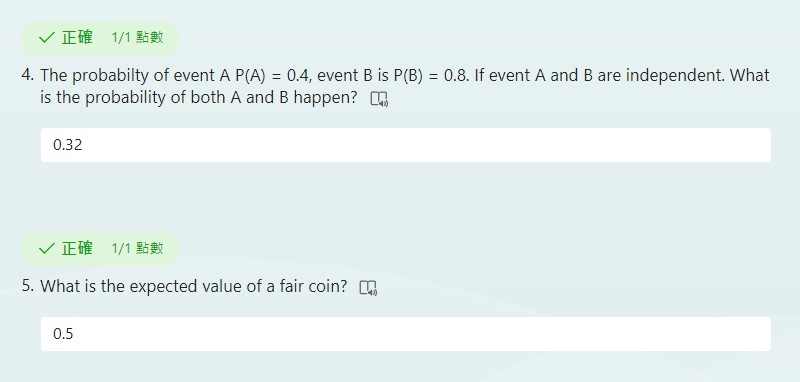 正確 1/1 點數
4. The probabilty of event A P(A) = 0.4, event B is P(B) = 0.8. If event A and B are independent. What
is the probability of both A and B happen?
0.32
正確 1/1 點數
5. What is the expected value of a fair coin?
0.5